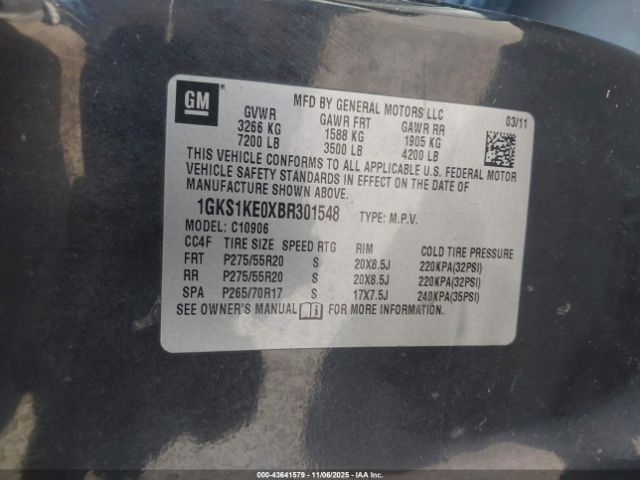 GM
MFD BY GENERAL MOTORS LLC
03/11
GVWR GAWR FRT GAWR RR
3266 KG 1588 KG 1905 KG
7200 LB 3500 LB 4200 LB
THIS VEHICLE CONFORMS TO ALL APPLICABLE U.S. FEDERAL MOTOR
VEHICLE SAFETY STANDARDS IN EFFECT ON THE DATE OF
MANUFACTURE SHOWN ABOVE.
1GKS1KE0XBR301548 TYPE: M.P.V.
MODEL: C10906
CC4F TIRE SIZE SPEED RTG RIM COLD TIRE PRESSURE
FRT P275/55R20 S 20X8.5J 220KPA(32PSI)
RR P275/55R20 S 20X8.5J 220KPA(32PSI)
SPA P265/70R17 S 17X7.5J 240KPA(35PSI)
SEE OWNER'S MANUAL FOR MORE INFORMATION.
000-43641579 - 11/06/2025 - IAAI.COM